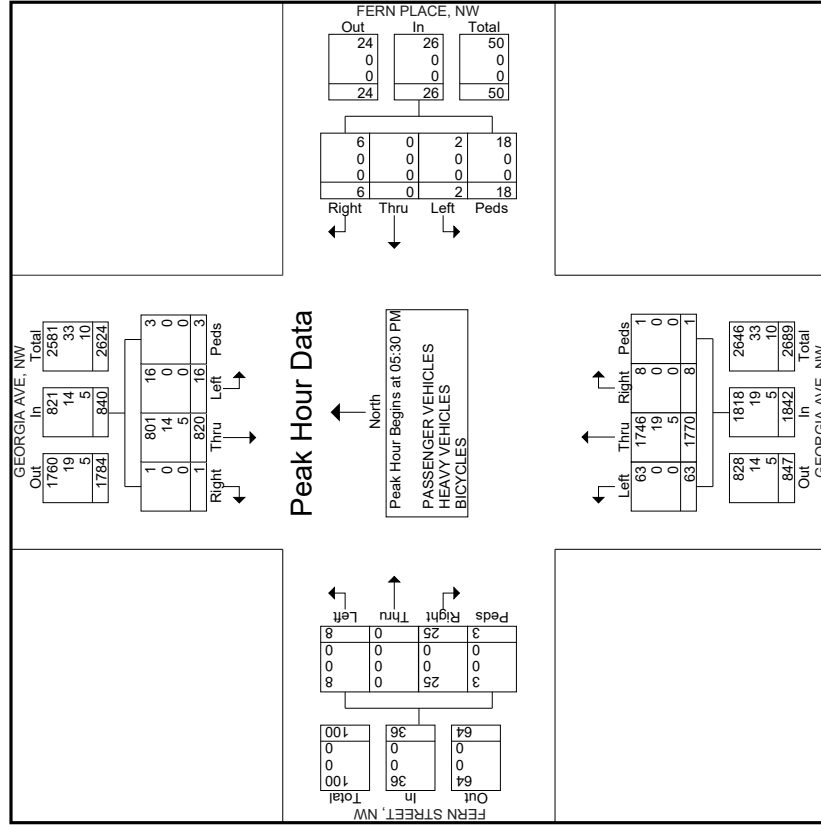 FERN PLACE, NW
Out In Total
24 26 50
0 0 0
0 0 0
24 26 50
6 0 2 18
0 0 0 0
0 0 0 0
6 0 2 18
Right Thru Left Peds
GEORGIA AVE, NW
Out In Total
1760 821 2581
19 14 33
5 5 10
1784 840 2624
1 801 16 3
0 14 0 0
0 5 0 0
1 820 16 3
Right Thru Left Peds
Peak Hour Data
North
Peak Hour Begins at 05:30 PM
PASSENGER VEHICLES
HEAVY VEHICLES
BICYCLES
Left Thru Right Peds
63 1746 8 1
0 19 0 0
0 5 0 0
63 1770 8 1
828 1818 2646
14 19 33
5 5 10
847 1842 2689
Out In Total
GEORGIA AVE, NW
Left Thru Right Peds
8 0 25 3
0 0 0 0
0 0 0 0
8 0 25 3
100 36 64
0 0 0
0 0 0
100 36 64
Total In Out
FERN STREET, NW